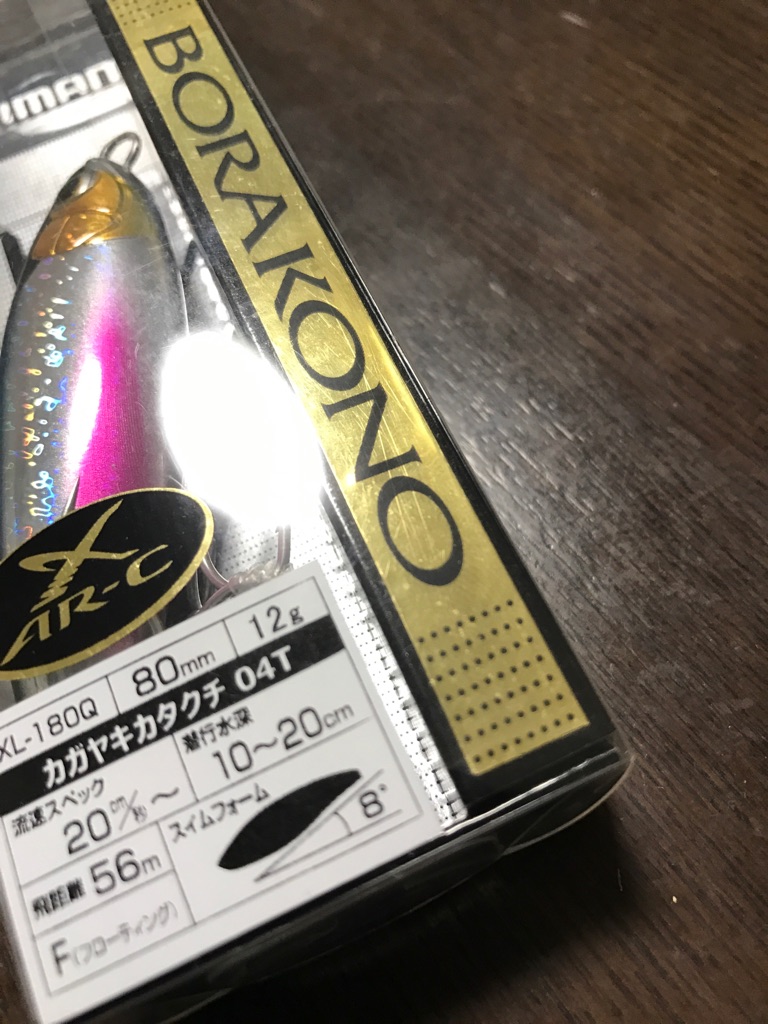 BORAKONO
AR-C
XL-180Q 80mm 12g
カガヤキカタクチ 04T
流速スペック 20cm/秒～
潜行水深 10～20cm
飛距離 56m
スイムフォーム 8°
F(フローティング)